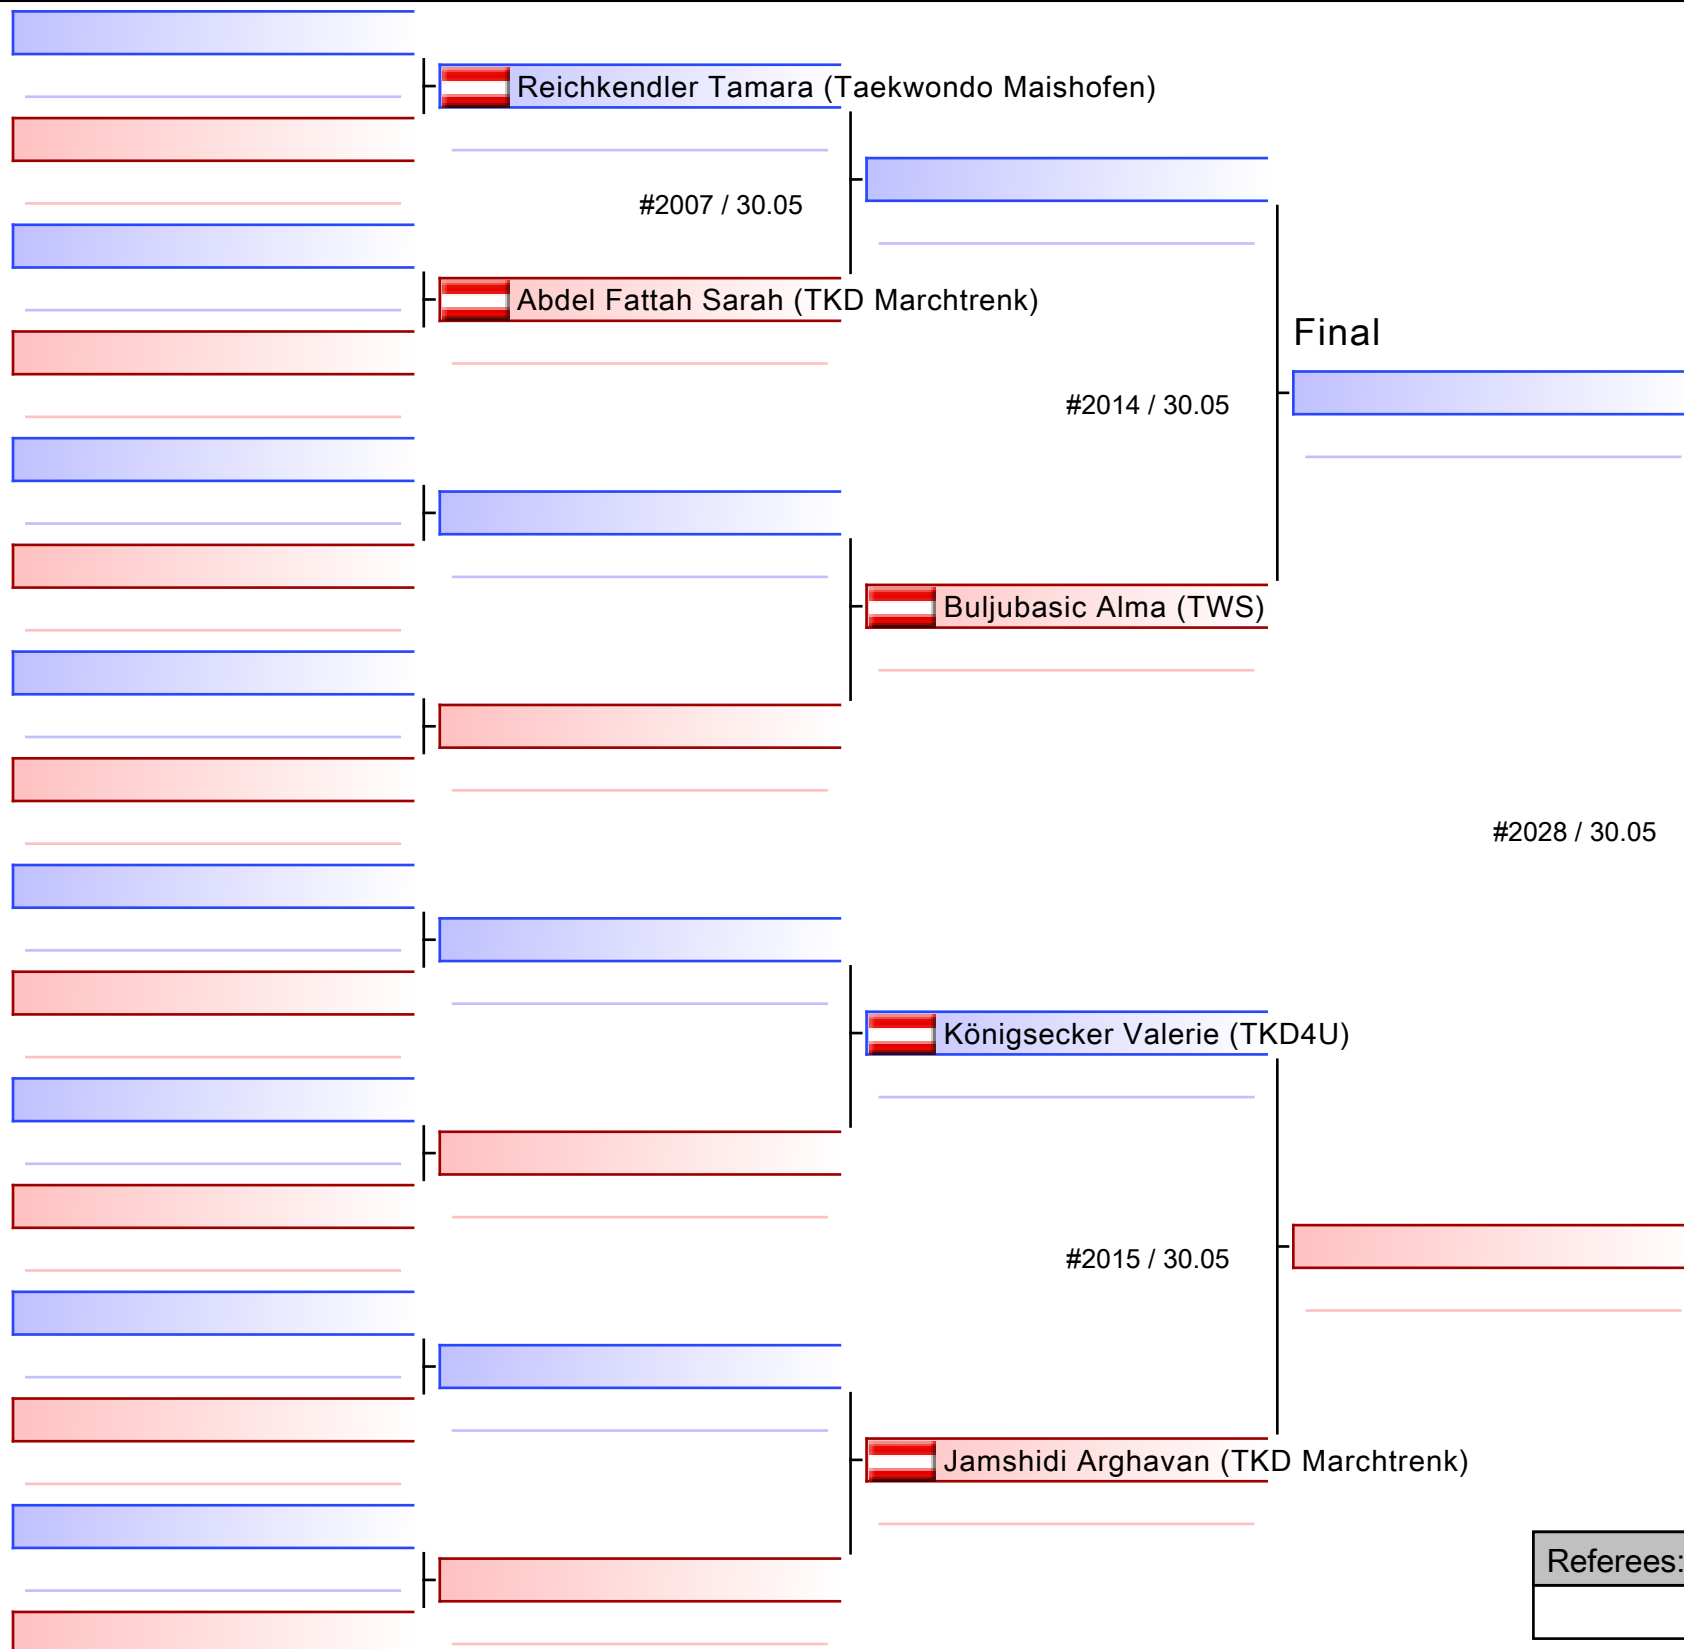 Reichkendler Tamara (Taekwondo Maishofen)
#2007 / 30.05
Abdel Fattah Sarah (TKD Marchtrenk)
Final
#2014 / 30.05
Buljubasic Alma (TWS)
#2028 / 30.05
Königsecker Valerie (TKD4U)
#2015 / 30.05
Jamshidi Arghavan (TKD Marchtrenk)
Referees: